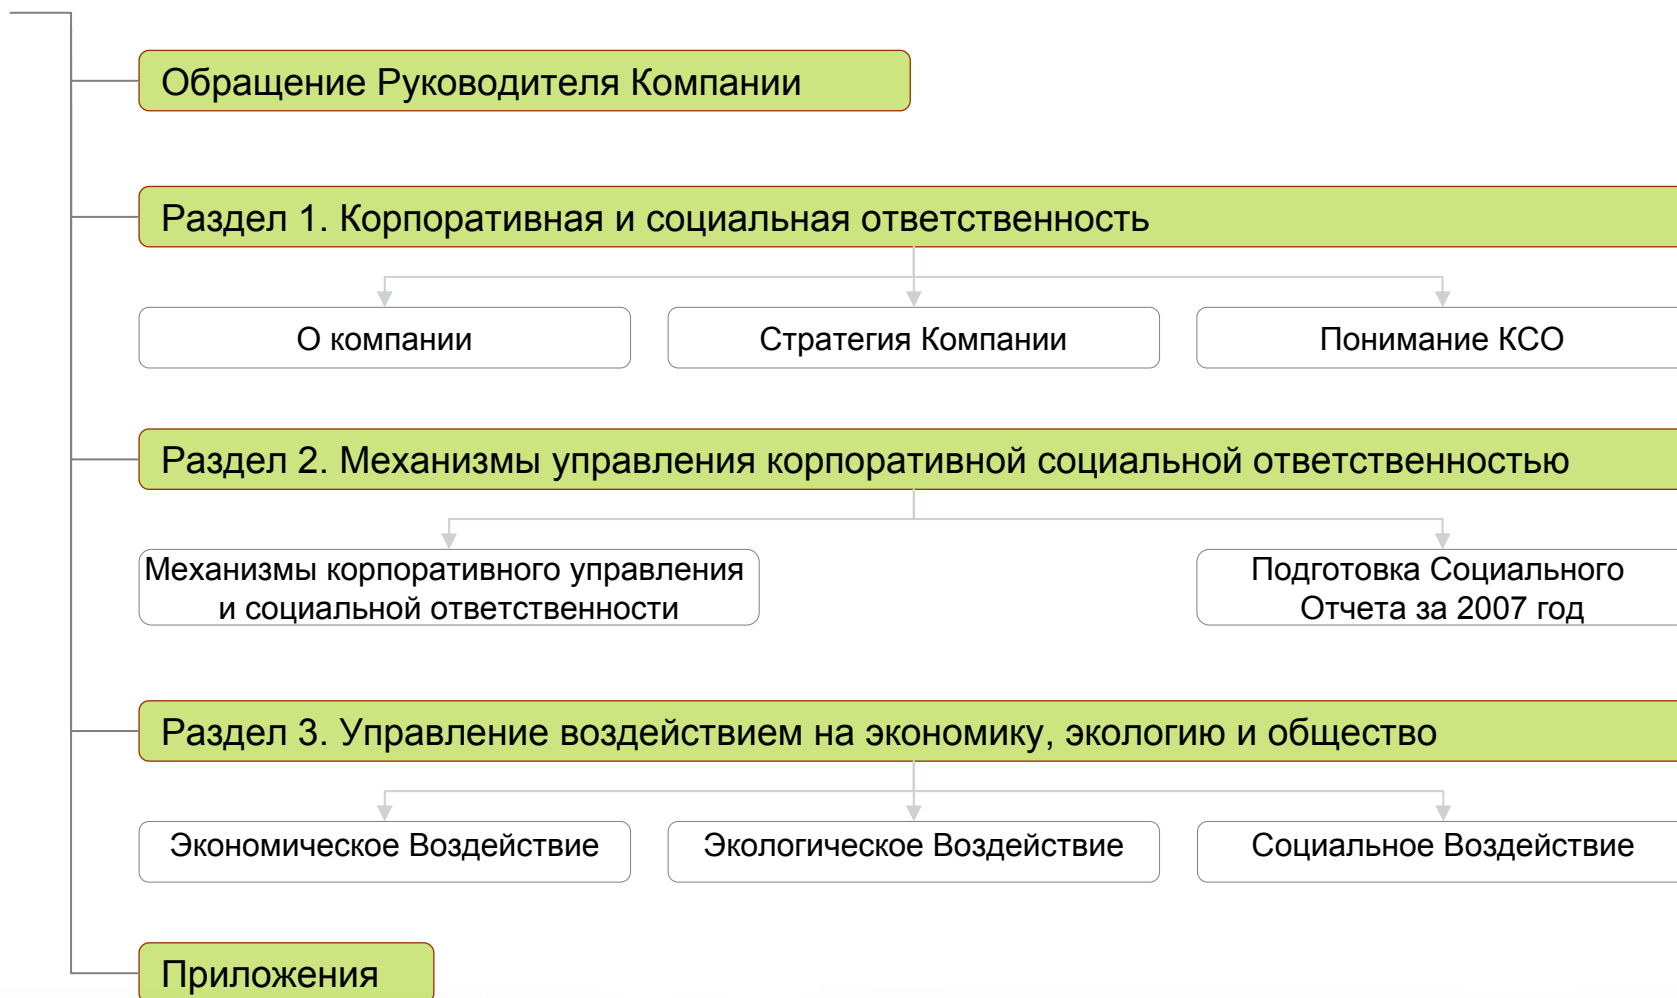 Обращение Руководителя Компании
Раздел 1. Корпоративная и социальная ответственность
О компании
Стратегия Компании
Понимание КСО
Раздел 2. Механизмы управления корпоративной социальной ответственностью
Механизмы корпоративного управления
и социальной ответственности
Подготовка Социального
Отчета за 2007 год
Раздел 3. Управление воздействием на экономику, экологию и общество
Экономическое Воздействие
Экологическое Воздействие
Социальное Воздействие
Приложения